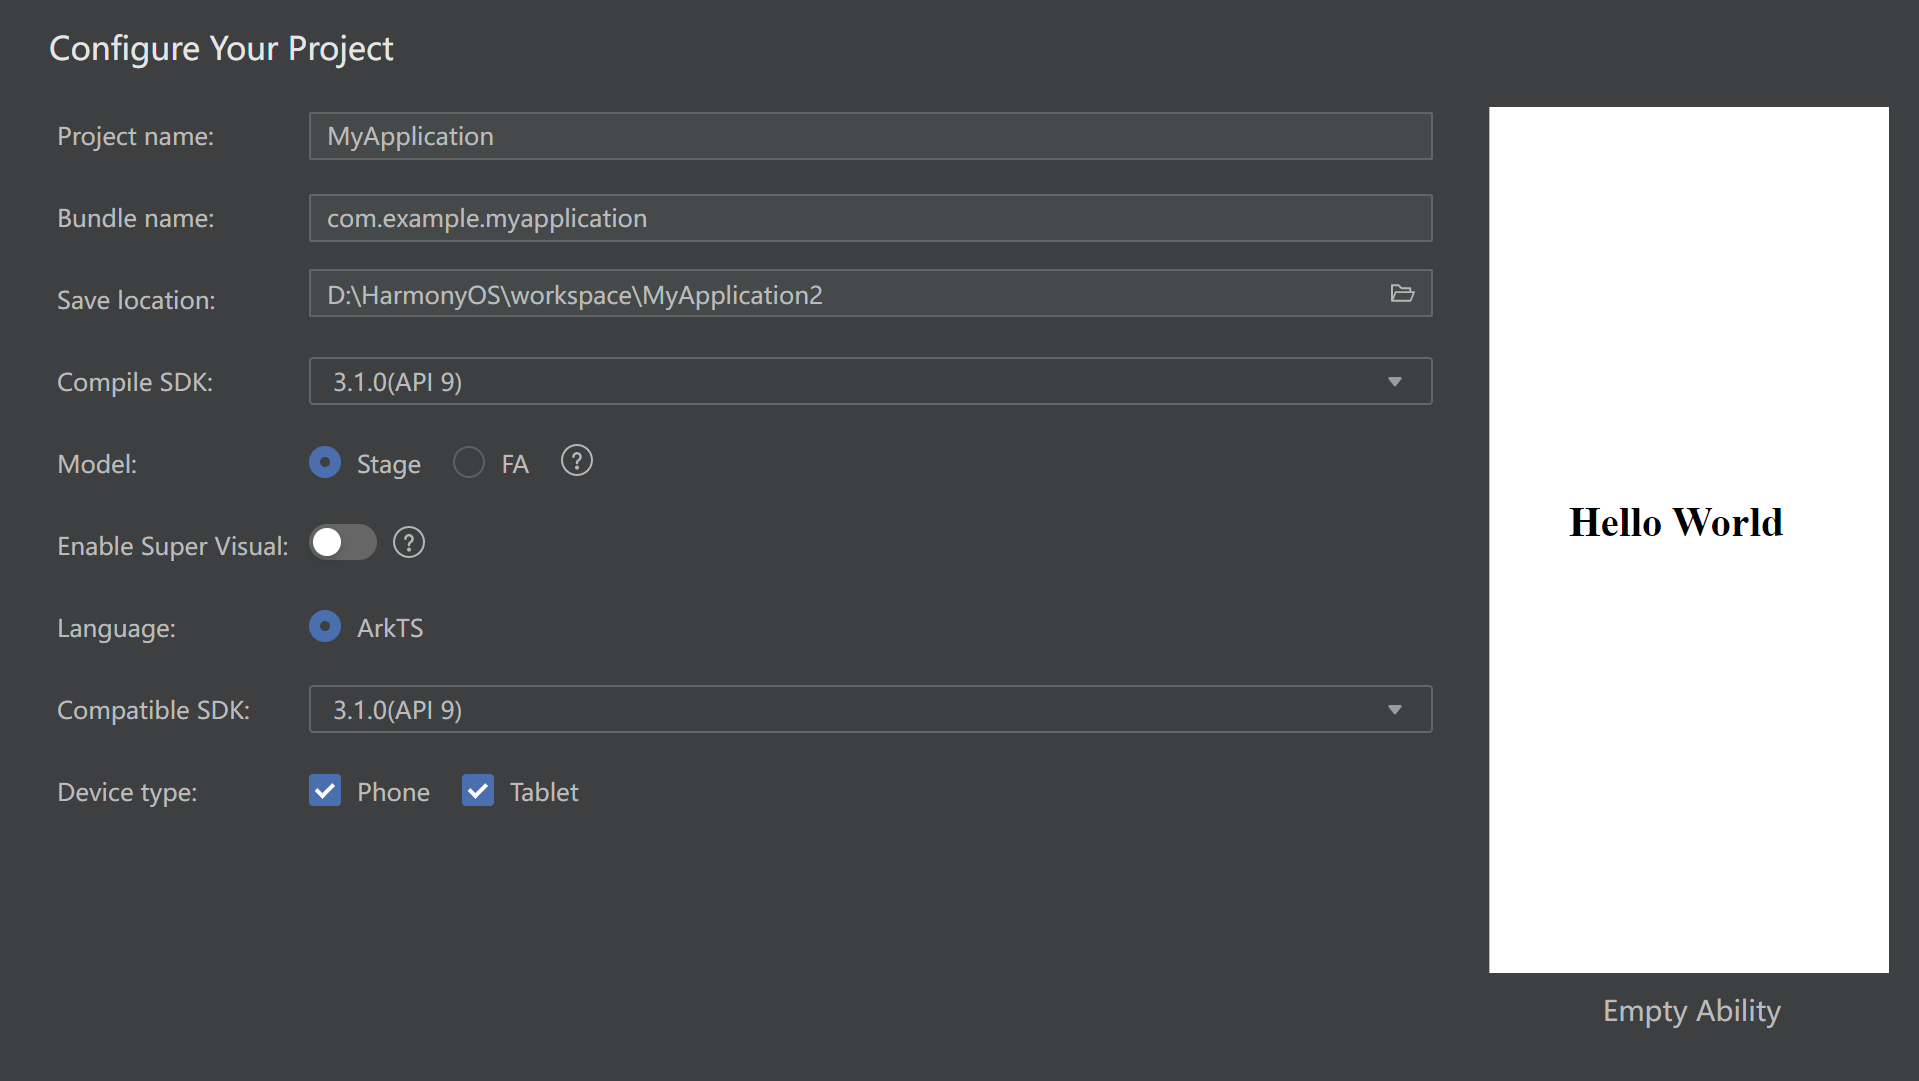 Configure Your Project
Project name: MyApplication
Bundle name: com.example.myapplication
Save location: D:\HarmonyOS\workspace\MyApplication2
Compile SDK: 3.1.0(API 9)
Model: Stage FA ?
Enable Super Visual: ?
Language: ArkTS
Compatible SDK: 3.1.0(API 9)
Device type: Phone Tablet
Hello World
Empty Ability